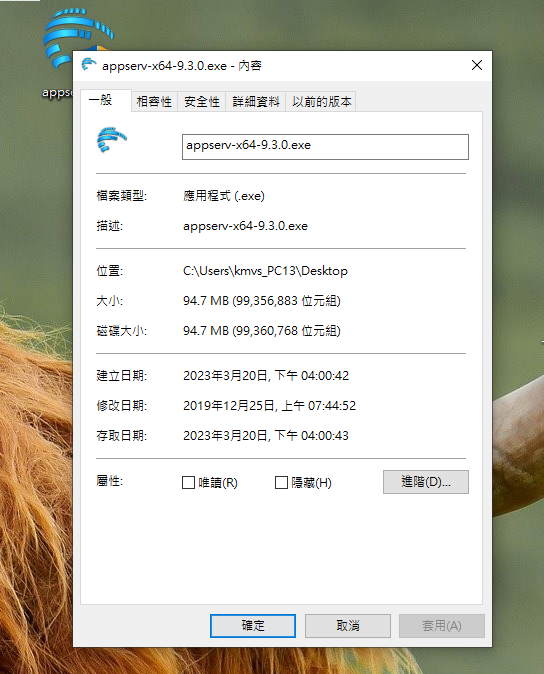 apps
appserv-x64-9.3.0.exe - 內容
一般 相容性 安全性 詳細資料 以前的版本
appserv-x64-9.3.0.exe
檔案類型: 應用程式 (.exe)
描述: appserv-x64-9.3.0.exe
位置: C:\Users\kmvs_PC13\Desktop
大小: 94.7 MB (99,356,883 位元組)
磁碟大小: 94.7 MB (99,360,768 位元組)
建立日期: 2023年3月20日, 下午 04:00:42
修改日期: 2019年12月25日, 上午 07:44:52
存取日期: 2023年3月20日, 下午 04:00:43
屬性: 唯讀(R) 隱藏(H) 進階(D)...
確定 取消 套用(A)